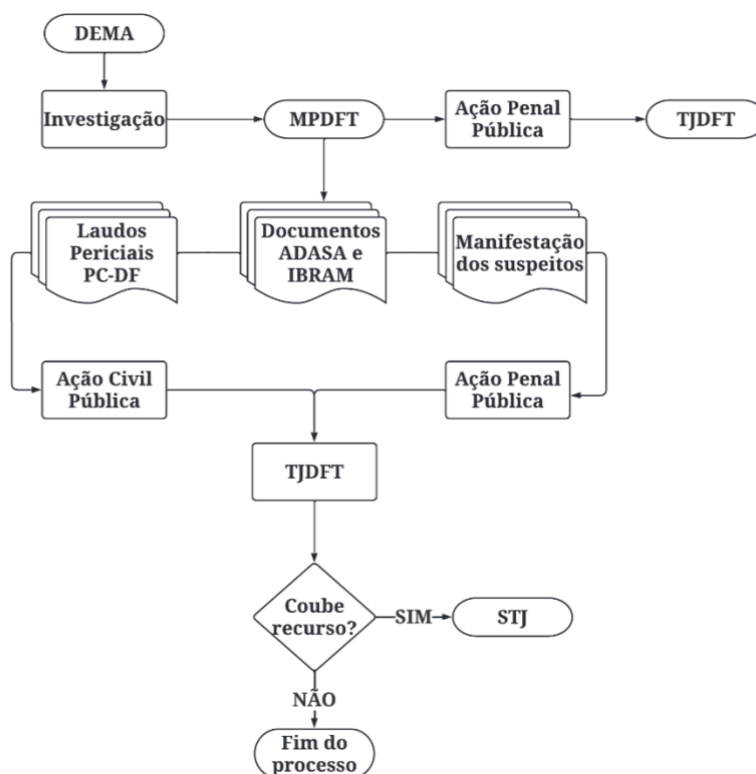 DEMA
Investigação
MPDFT
Ação Penal
Pública
TJDFT
Laudos
Periciais
PC-DF
Documentos
ADASA e
IBRAM
Manifestação
dos suspeitos
Ação Civil
Pública
Ação Penal
Pública
TJDFT
Coube
recurso?
SIM
STJ
NÃO
Fim do
processo